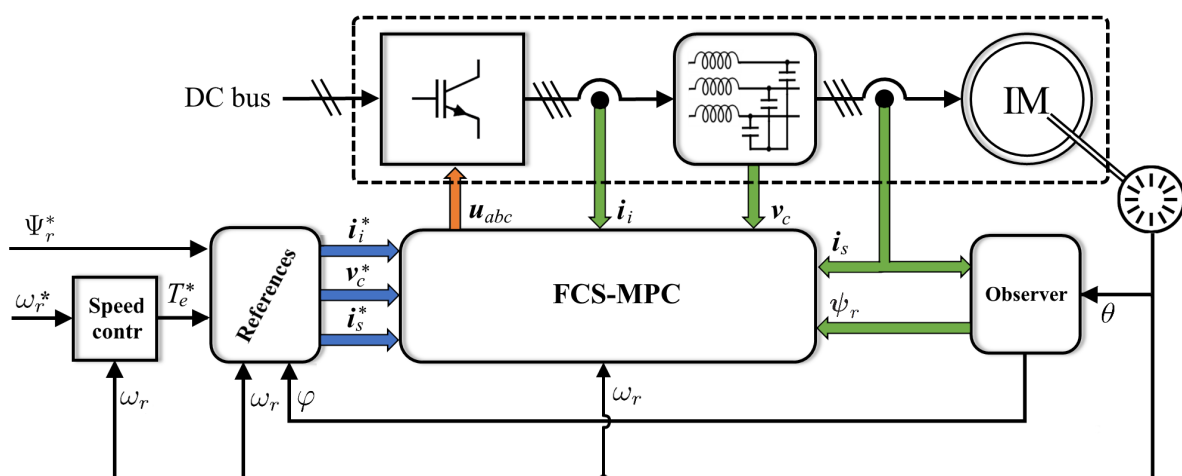 DC bus
IM
u_abc
i_i
v_c
Ψ_r^*
i_i^*
i_s
References
v_c^*
FCS-MPC
Observer
ω_r^*
Speed
contr
T_e^*
i_s^*
ψ_r
θ
ω_r
ω_r
φ
ω_r